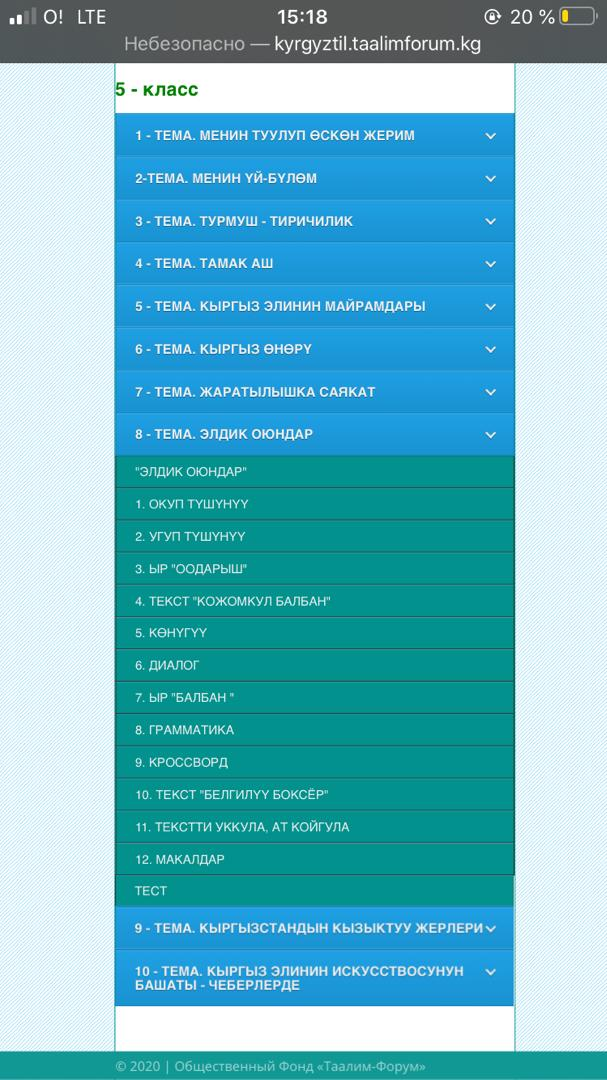 O! LTE 15:18 20 %
Небезопасно — kyrgyztil.taalimforum.kg
5 - класс
1 - ТЕМА. МЕНИН ТУУЛУП ӨСКӨН ЖЕРИМ
2-ТЕМА. МЕНИН ҮЙ-БҮЛӨМ
3 - ТЕМА. ТУРМУШ - ТИРИЧИЛИК
4 - ТЕМА. ТАМАК АШ
5 - ТЕМА. КЫРГЫЗ ЭЛИНИН МАЙРАМДАРЫ
6 - ТЕМА. КЫРГЫЗ ӨНӨРҮ
7 - ТЕМА. ЖАРАТЫЛЫШКА САЯКАТ
8 - ТЕМА. ЭЛДИК ОЮНДАР
"ЭЛДИК ОЮНДАР"
1. ОКУП ТҮШҮНҮҮ
2. УГУП ТҮШҮНҮҮ
3. ЫР "ООДАРЫШ"
4. ТЕКСТ "КОЖОМКУЛ БАЛБАН"
5. КӨНҮГҮҮ
6. ДИАЛОГ
7. ЫР "БАЛБАН "
8. ГРАММАТИКА
9. КРОССВОРД
10. ТЕКСТ "БЕЛГИЛҮҮ БОКСЁР"
11. ТЕКСТТИ УККУЛА, АТ КОЙГУЛА
12. МАКАЛДАР
ТЕСТ
9 - ТЕМА. КЫРГЫЗСТАНДЫН КЫЗЫКТУУ ЖЕРЛЕРИ
10 - ТЕМА. КЫРГЫЗ ЭЛИНИН ИСКУССТВОСУНУН
БАШАТЫ - ЧЕБЕРЛЕРДЕ
© 2020 | Общественный Фонд «Таалим-Форум»